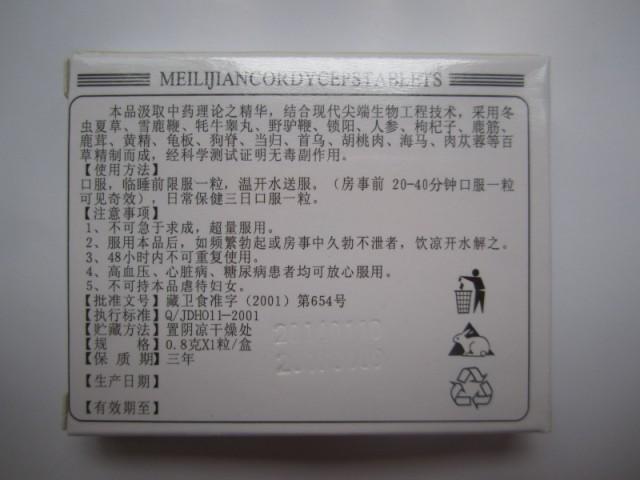 MEILIJIANCORDYCEPSTABLETS
本品汲取中药理论之精华，结合现代尖端生物工程技术，采用冬
虫夏草、雪鹿鞭、牦牛睾丸、野驴鞭、锁阳、人参、枸杞子、鹿筋、
鹿茸、黄精、龟板、狗脊、当归、首乌、胡桃肉、海马、肉苁蓉等百
草精制而成，经科学测试证明无毒副作用。
【使用方法】
口服，临睡前限服一粒，温开水送服。（房事前 20-40分钟口服一粒
可见奇效），日常保健三日口服一粒。
【注意事项】
1、不可急于求成，超量服用。
2、服用本品后，如频繁勃起或房事中久勃不泄者，饮凉开水解之。
3、48小时内不可重复使用。
4、高血压、心脏病、糖尿病患者均可放心服用。
5、不可持本品虐待妇女。
【批准文号】藏卫食准字（2001）第654号
【执行标准】Q/JDH011-2001
【贮藏方法】置阴凉干燥处
【规 格】0.8克X1粒/盒
【保 质 期】三年
【生产日期】
【有效期至】